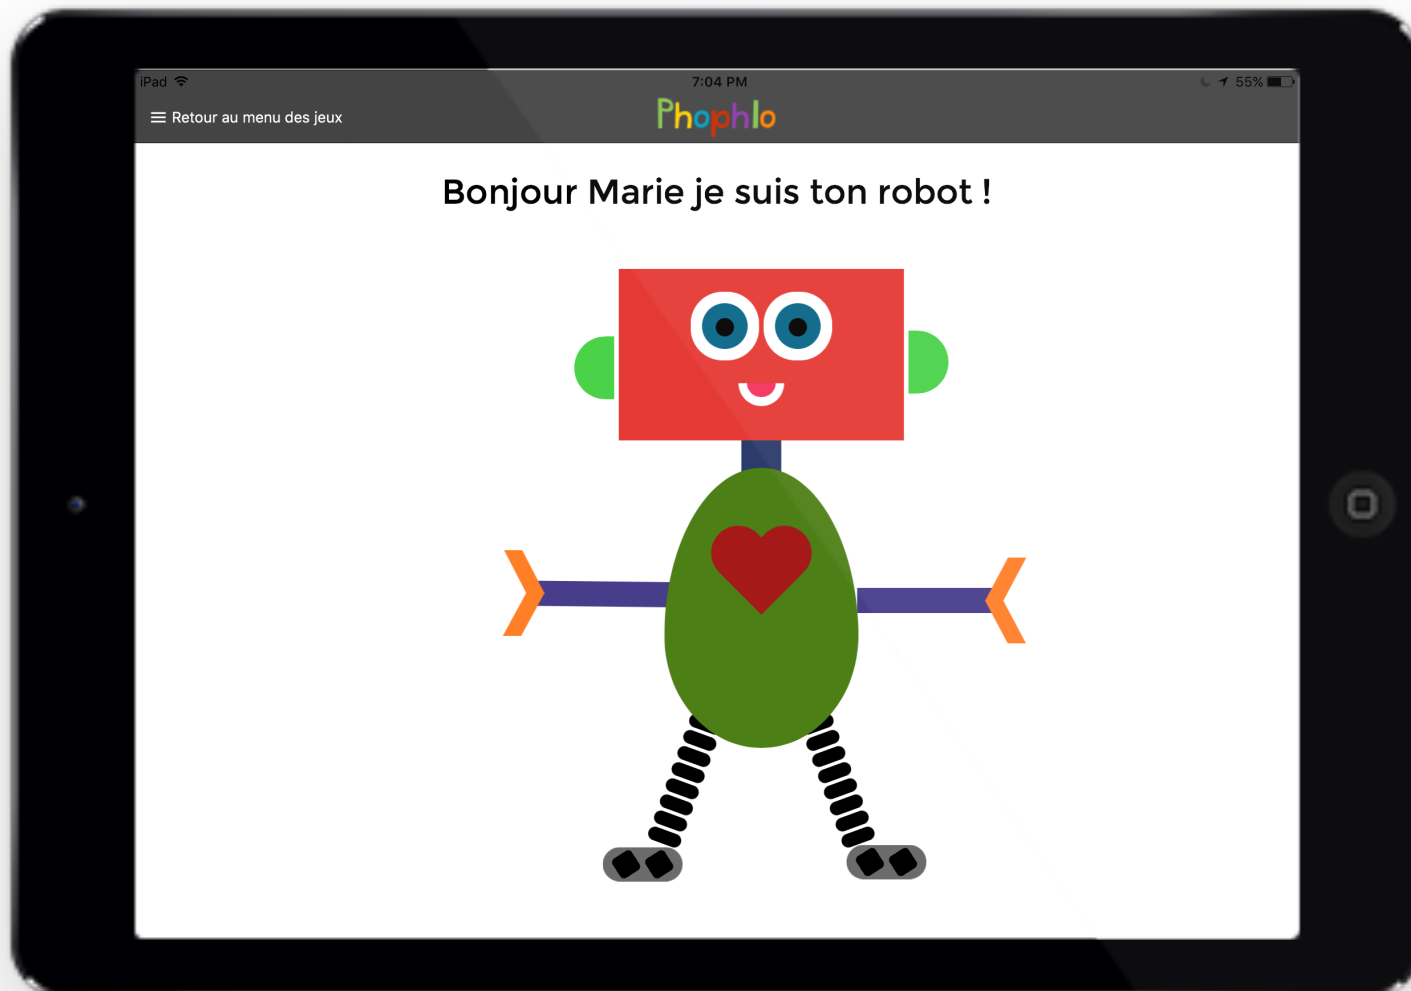 iPad
7:04 PM
55%
Retour au menu des jeux
Phophlo
Bonjour Marie je suis ton robot !